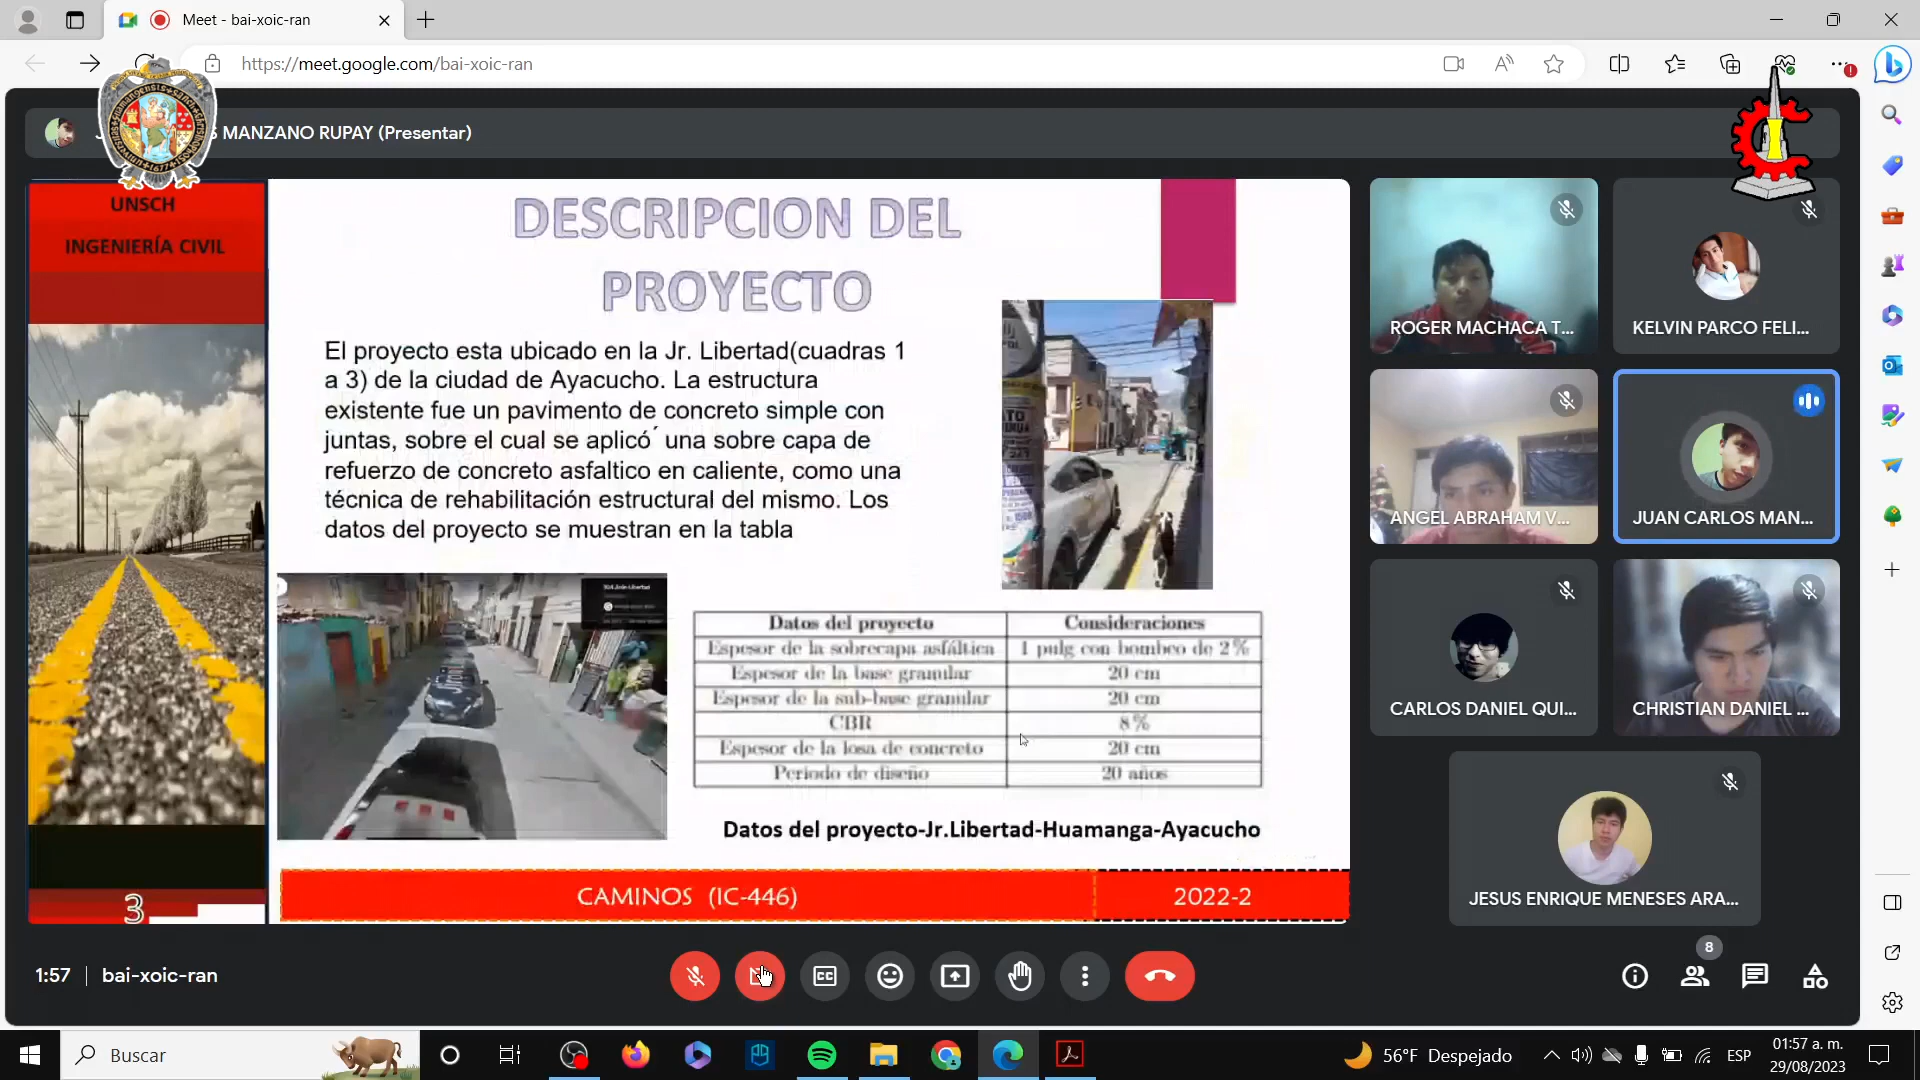 Meet - bai-xoic-ran
https://meet.google.com/bai-xoic-ran
MANZANO RUPAY (Presentar)
UNSCH
INGENIERÍA CIVIL
DESCRIPCION DEL
PROYECTO
El proyecto esta ubicado en la Jr. Libertad(cuadras 1
a 3) de la ciudad de Ayacucho. La estructura
existente fue un pavimento de concreto simple con
juntas, sobre el cual se aplicó´ una sobre capa de
refuerzo de concreto asfaltico en caliente, como una
técnica de rehabilitación estructural del mismo. Los
datos del proyecto se muestran en la tabla
Datos del proyecto Consideraciones
Espesor de la sobrecapa asfáltica 1 pulg con bombeo de 2%
Espesor de la base granular 20 cm
Espesor de la sub-base granular 20 cm
CBR 8%
Espesor de la losa de concreto 20 cm
Periodo de diseño 20 años
Datos del proyecto-Jr.Libertad-Huamanga-Ayacucho
3
CAMINOS (IC-446)
2022-2
ROGER MACHACA T...
KELVIN PARCO FELI...
ANGEL ABRAHAM V...
JUAN CARLOS MAN...
CARLOS DANIEL QUI...
CHRISTIAN DANIEL ...
JESUS ENRIQUE MENESES ARA...
1:57 | bai-xoic-ran
8
Buscar
56°F Despejado
ESP
01:57 a. m.
29/08/2023